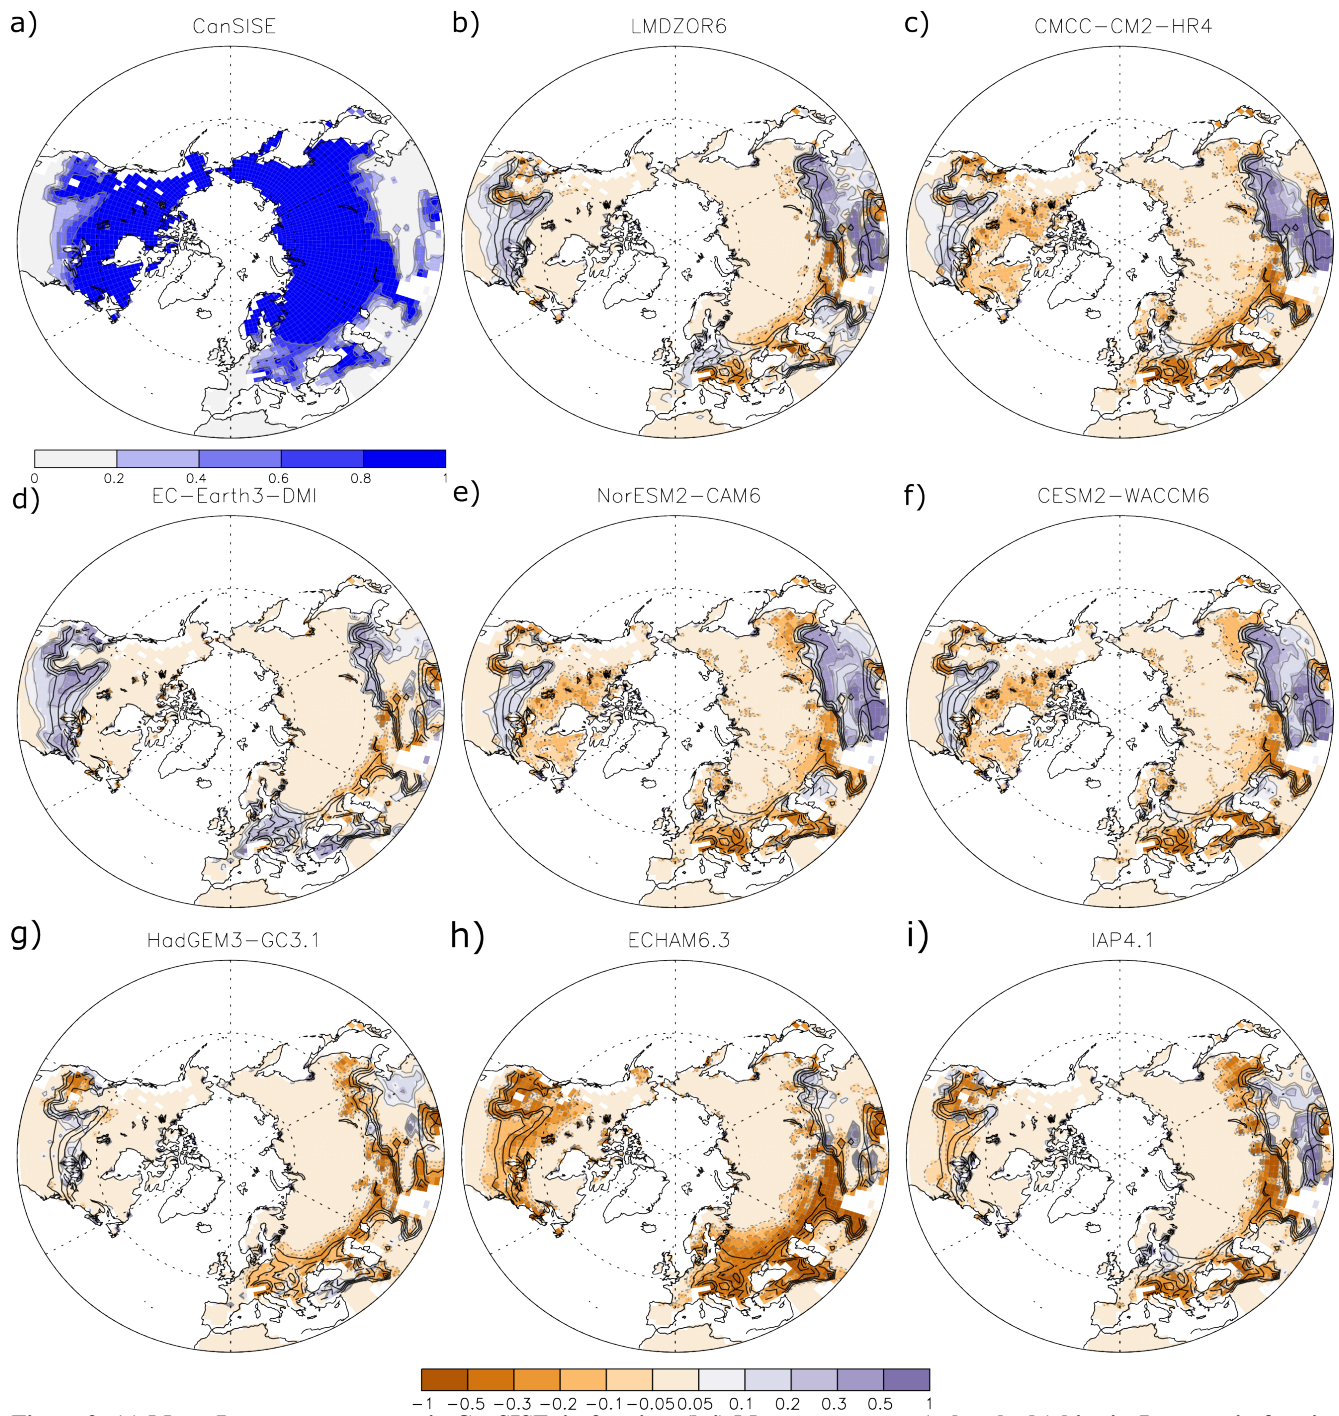 a) CanSISE
b) LMDZOR6
c) CMCC-CM2-HR4
0 0.2 0.4 0.6 0.8 1
d) EC-Earth3-DMI
e) NorESM2-CAM6
f) CESM2-WACCM6
g) HadGEM3-GC3.1
h) ECHAM6.3
i) IAP4.1
-1 -0.5 -0.3 -0.2 -0.1 -0.05 0.05 0.1 0.2 0.3 0.5 1